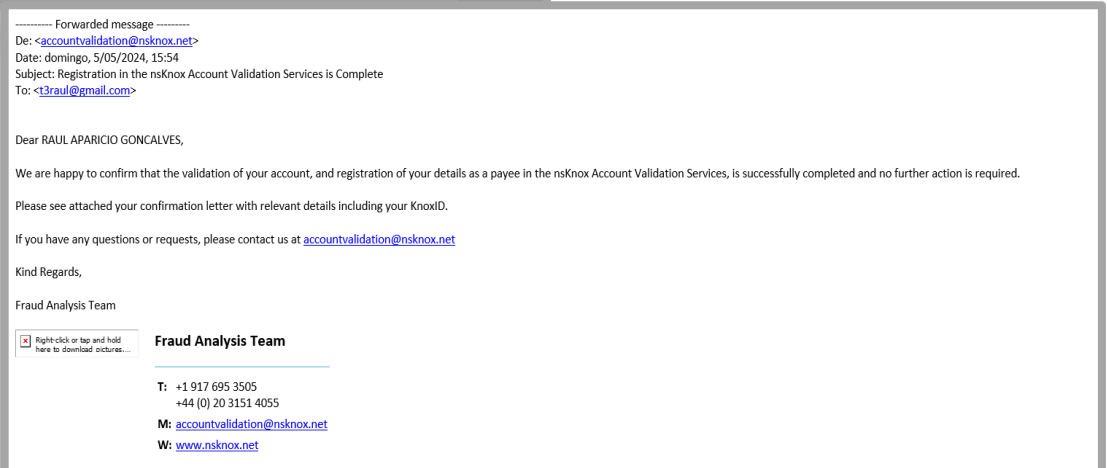 ---------- Forwarded message ---------
De: <accountvalidation@nsknox.net>
Date: domingo, 5/05/2024, 15:54
Subject: Registration in the nsKnox Account Validation Services is Complete
To: <t3raul@gmail.com>
Dear RAUL APARICIO GONCALVES,
We are happy to confirm that the validation of your account, and registration of your details as a payee in the nsKnox Account Validation Services, is successfully completed and no further action is required.
Please see attached your confirmation letter with relevant details including your KnoxID.
If you have any questions or requests, please contact us at accountvalidation@nsknox.net
Kind Regards,
Fraud Analysis Team
Right-click or tap and hold
here to download pictures....
Fraud Analysis Team
T: +1 917 695 3505
+44 (0) 20 3151 4055
M: accountvalidation@nsknox.net
W: www.nsknox.net